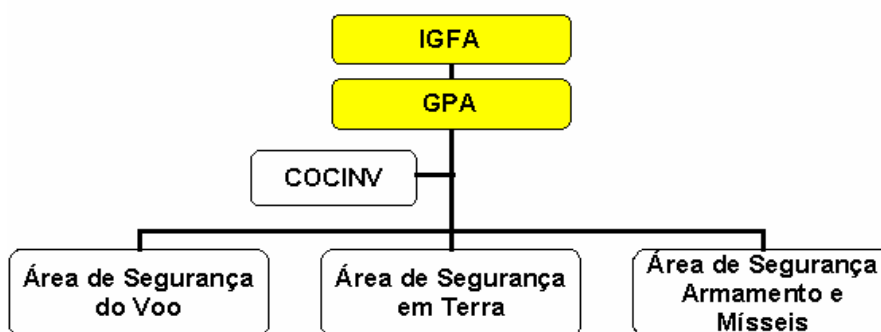 IGFA
GPA
COCINV
Área de Segurança
do Voo
Área de Segurança
em Terra
Área de Segurança
Armamento e
Mísseis